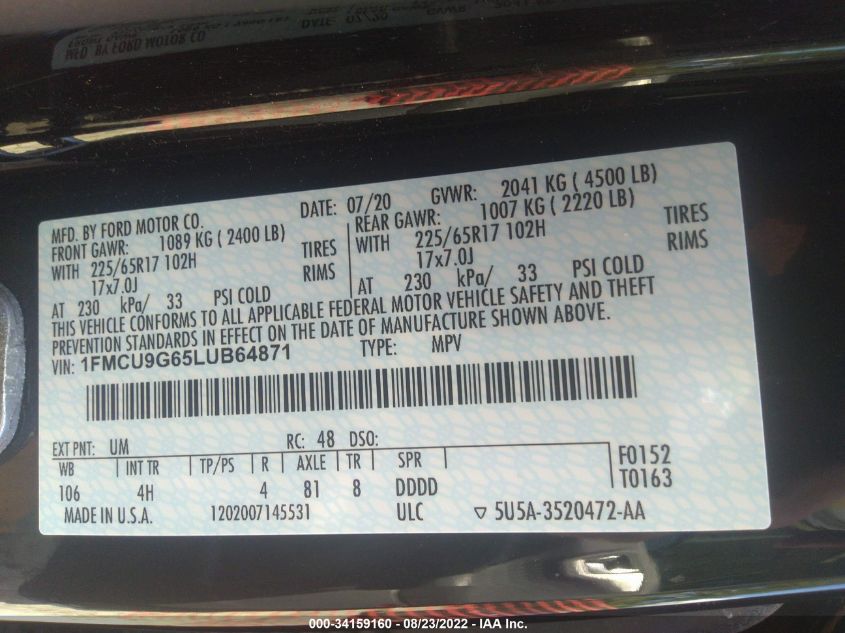 MFD. BY FORD MOTOR CO.
DATE: 07/20 GVWR: 2041 KG ( 4500 LB)
FRONT GAWR: 1089 KG ( 2400 LB) REAR GAWR: 1007 KG ( 2220 LB)
WITH 225/65R17 102H TIRES WITH 225/65R17 102H TIRES
17x7.0J RIMS 17x7.0J RIMS
AT 230 kPa/ 33 PSI COLD AT 230 kPa/ 33 PSI COLD
THIS VEHICLE CONFORMS TO ALL APPLICABLE FEDERAL MOTOR VEHICLE SAFETY AND THEFT
PREVENTION STANDARDS IN EFFECT ON THE DATE OF MANUFACTURE SHOWN ABOVE.
VIN: 1FMCU9G65LUB64871 TYPE: MPV
EXT PNT: UM RC: 48 DSO:
WB INT TR TP/PS R AXLE TR SPR F0152
106 4H 4 81 8 DDDD T0163
MADE IN U.S.A. 1202007145531 ULC ▽ 5U5A-3520472-AA
000 - 34159160 - 08/23/2022 - IAA Inc.